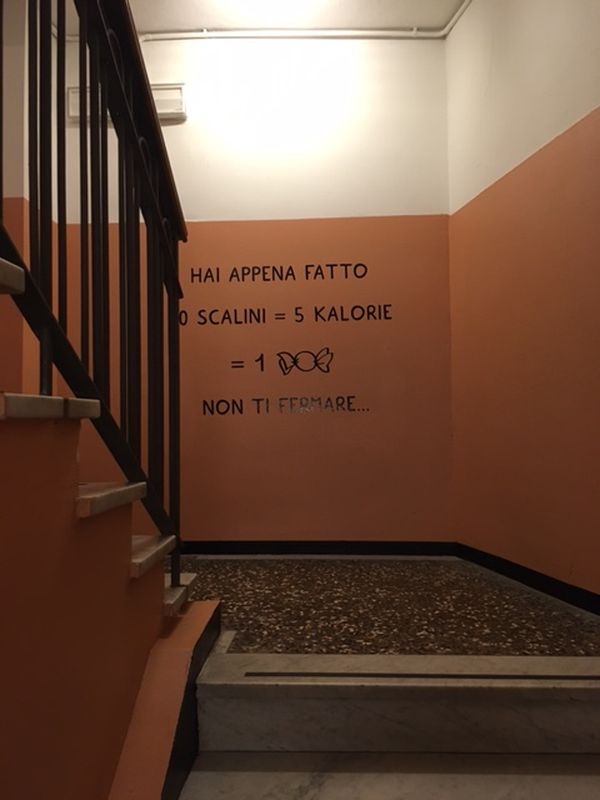 HAI APPENA FATTO
0 SCALINI = 5 KALORIE
= 1
NON TI FERMARE...